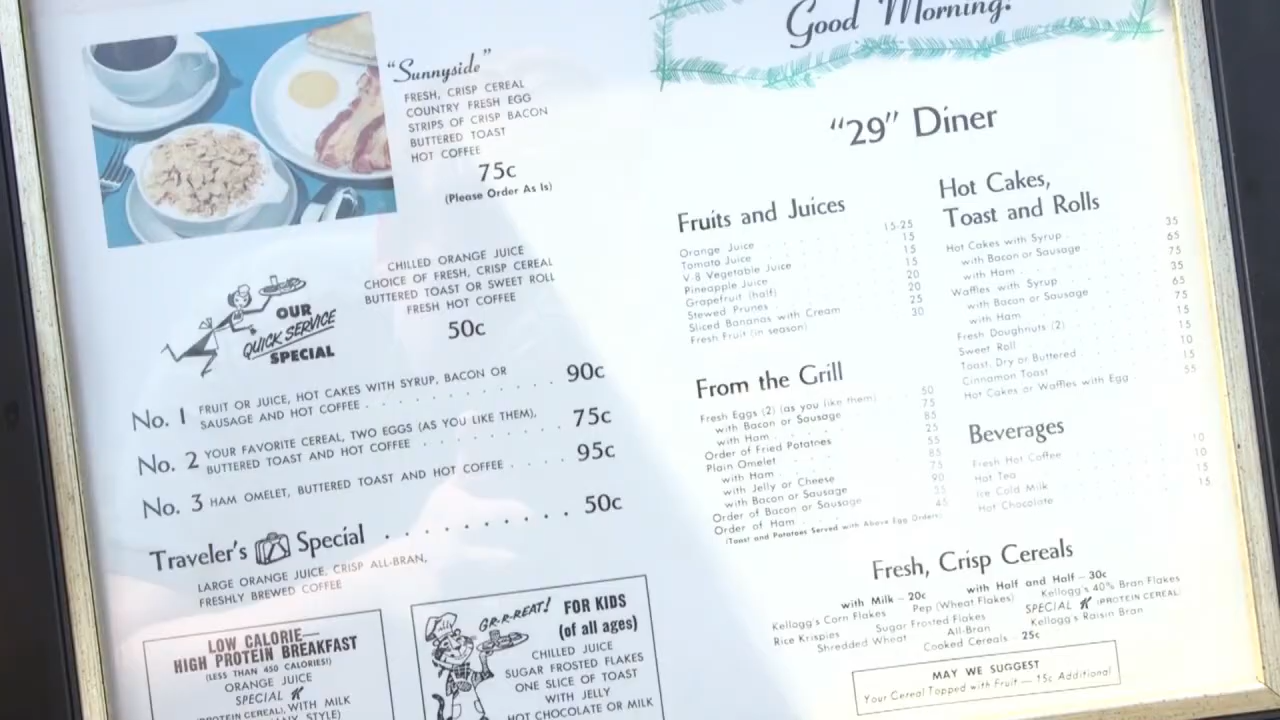 "Sunnyside"
FRESH, CRISP CEREAL
COUNTRY FRESH EGG
STRIPS OF CRISP BACON
BUTTERED TOAST
HOT COFFEE
75c
(Please Order As Is)
OUR
QUICK SERVICE
SPECIAL
CHILLED ORANGE JUICE
CHOICE OF FRESH, CRISP CEREAL
BUTTERED TOAST OR SWEET ROLL
FRESH HOT COFFEE
50c
No. 1 FRUIT OR JUICE, HOT CAKES WITH SYRUP, BACON OR
SAUSAGE AND HOT COFFEE . . . . . . . . . . . . 90c
No. 2 YOUR FAVORITE CEREAL, TWO EGGS (AS YOU LIKE THEM),
BUTTERED TOAST AND HOT COFFEE . . . . . . . . 75c
No. 3 HAM OMELET, BUTTERED TOAST AND HOT COFFEE . . . . . 95c
Traveler's Special . . . . . . . . . . . 50c
LARGE ORANGE JUICE, CRISP ALL-BRAN,
FRESHLY BREWED COFFEE
LOW CALORIE—
HIGH PROTEIN BREAKFAST
(LESS THAN 450 CALORIES!)
ORANGE JUICE
SPECIAL K
(PROTEIN CEREAL), WITH MILK
STYLE)
GR-R-REAT!
FOR KIDS
(of all ages)
CHILLED JUICE
SUGAR FROSTED FLAKES
ONE SLICE OF TOAST
WITH JELLY
HOT CHOCOLATE OR MILK
Good Morning!
"29" Diner
Fruits and Juices
Orange Juice 15-25
Tomato Juice 15
V-8 Vegetable Juice 15
Pineapple Juice 15
Grapefruit (half) 20
Stewed Prunes 20
Sliced Bananas with Cream 25
Fresh Fruit (in season) 30
From the Grill
Fresh Eggs (2) (as you like them) 50
with Bacon or Sausage 75
with Ham 85
Order of Fried Potatoes 25
Plain Omelet 55
with Ham 85
with Jelly or Cheese 75
with Bacon or Sausage 90
Order of Bacon or Sausage 35
Order of Ham 45
(Toast and Potatoes Served with Above Egg Orders)
Hot Cakes,
Toast and Rolls
Hot Cakes with Syrup 35
with Bacon or Sausage 65
with Ham 75
Waffles with Syrup 35
with Bacon or Sausage 65
with Ham 75
Fresh Doughnuts (2) 15
Sweet Roll 15
Toast, Dry or Buttered 10
Cinnamon Toast 15
Hot Cakes or Waffles with Egg 55
Beverages
Fresh Hot Coffee 10
Hot Tea 10
Ice Cold Milk 15
Hot Chocolate 15
Fresh, Crisp Cereals
with Milk – 20c with Half and Half – 30c
Kellogg's Corn Flakes Pep (Wheat Flakes) Kellogg's 40% Bran Flakes
Rice Krispies Sugar Frosted Flakes SPECIAL K (PROTEIN CEREAL)
Shredded Wheat All-Bran Kellogg's Raisin Bran
Cooked Cereals - 25c
MAY WE SUGGEST
Your Cereal Topped with Fruit — 15c Additional